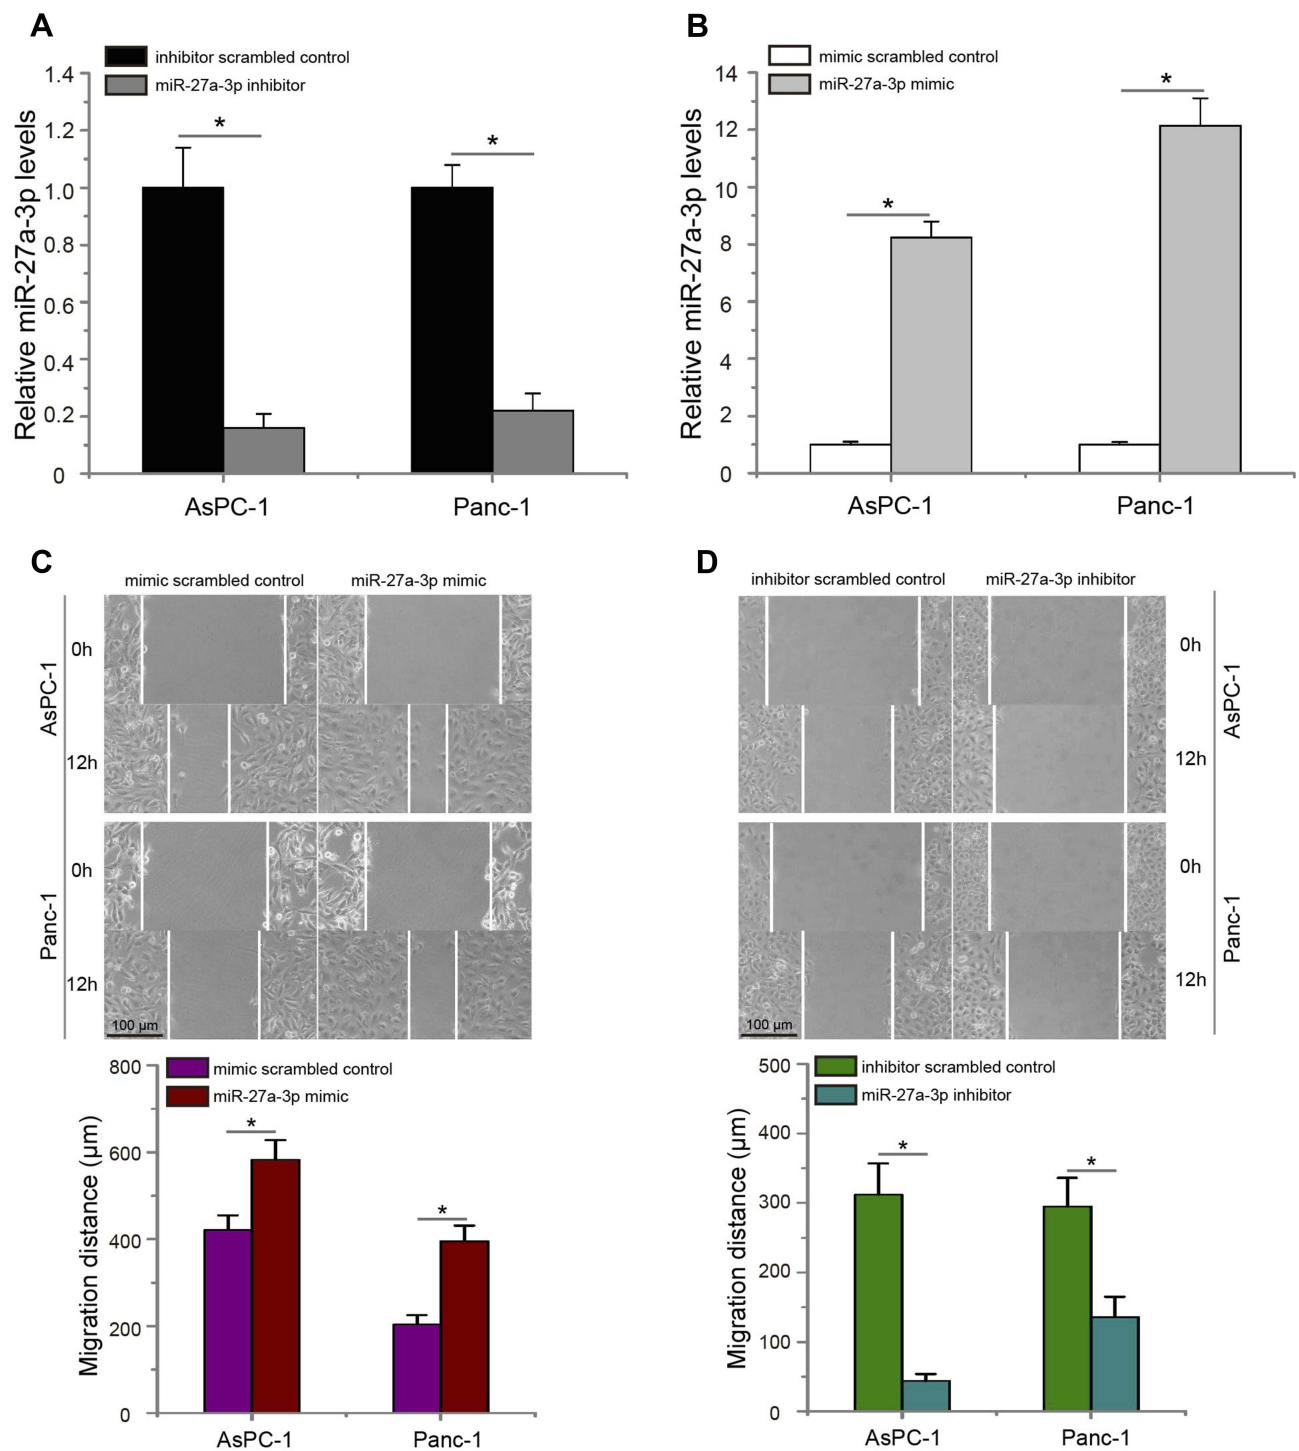 A
inhibitor scrambled control
miR-27a-3p inhibitor
Relative miR-27a-3p levels
1.4
1.2
1.0
0.8
0.6
0.4
0.2
0
*
*
AsPC-1
Panc-1
B
mimic scrambled control
miR-27a-3p mimic
Relative miR-27a-3p levels
14
12
10
8
6
4
2
0
*
*
AsPC-1
Panc-1
C
mimic scrambled control
miR-27a-3p mimic
AsPC-1
0h
12h
Panc-1
0h
12h
100 µm
mimic scrambled control
miR-27a-3p mimic
Migration distance (µm)
800
600
400
200
0
*
*
AsPC-1
Panc-1
D
inhibitor scrambled control
miR-27a-3p inhibitor
0h
12h
AsPC-1
0h
12h
Panc-1
100 µm
inhibitor scrambled control
miR-27a-3p inhibitor
Migration distance (µm)
500
400
300
200
100
0
*
*
AsPC-1
Panc-1